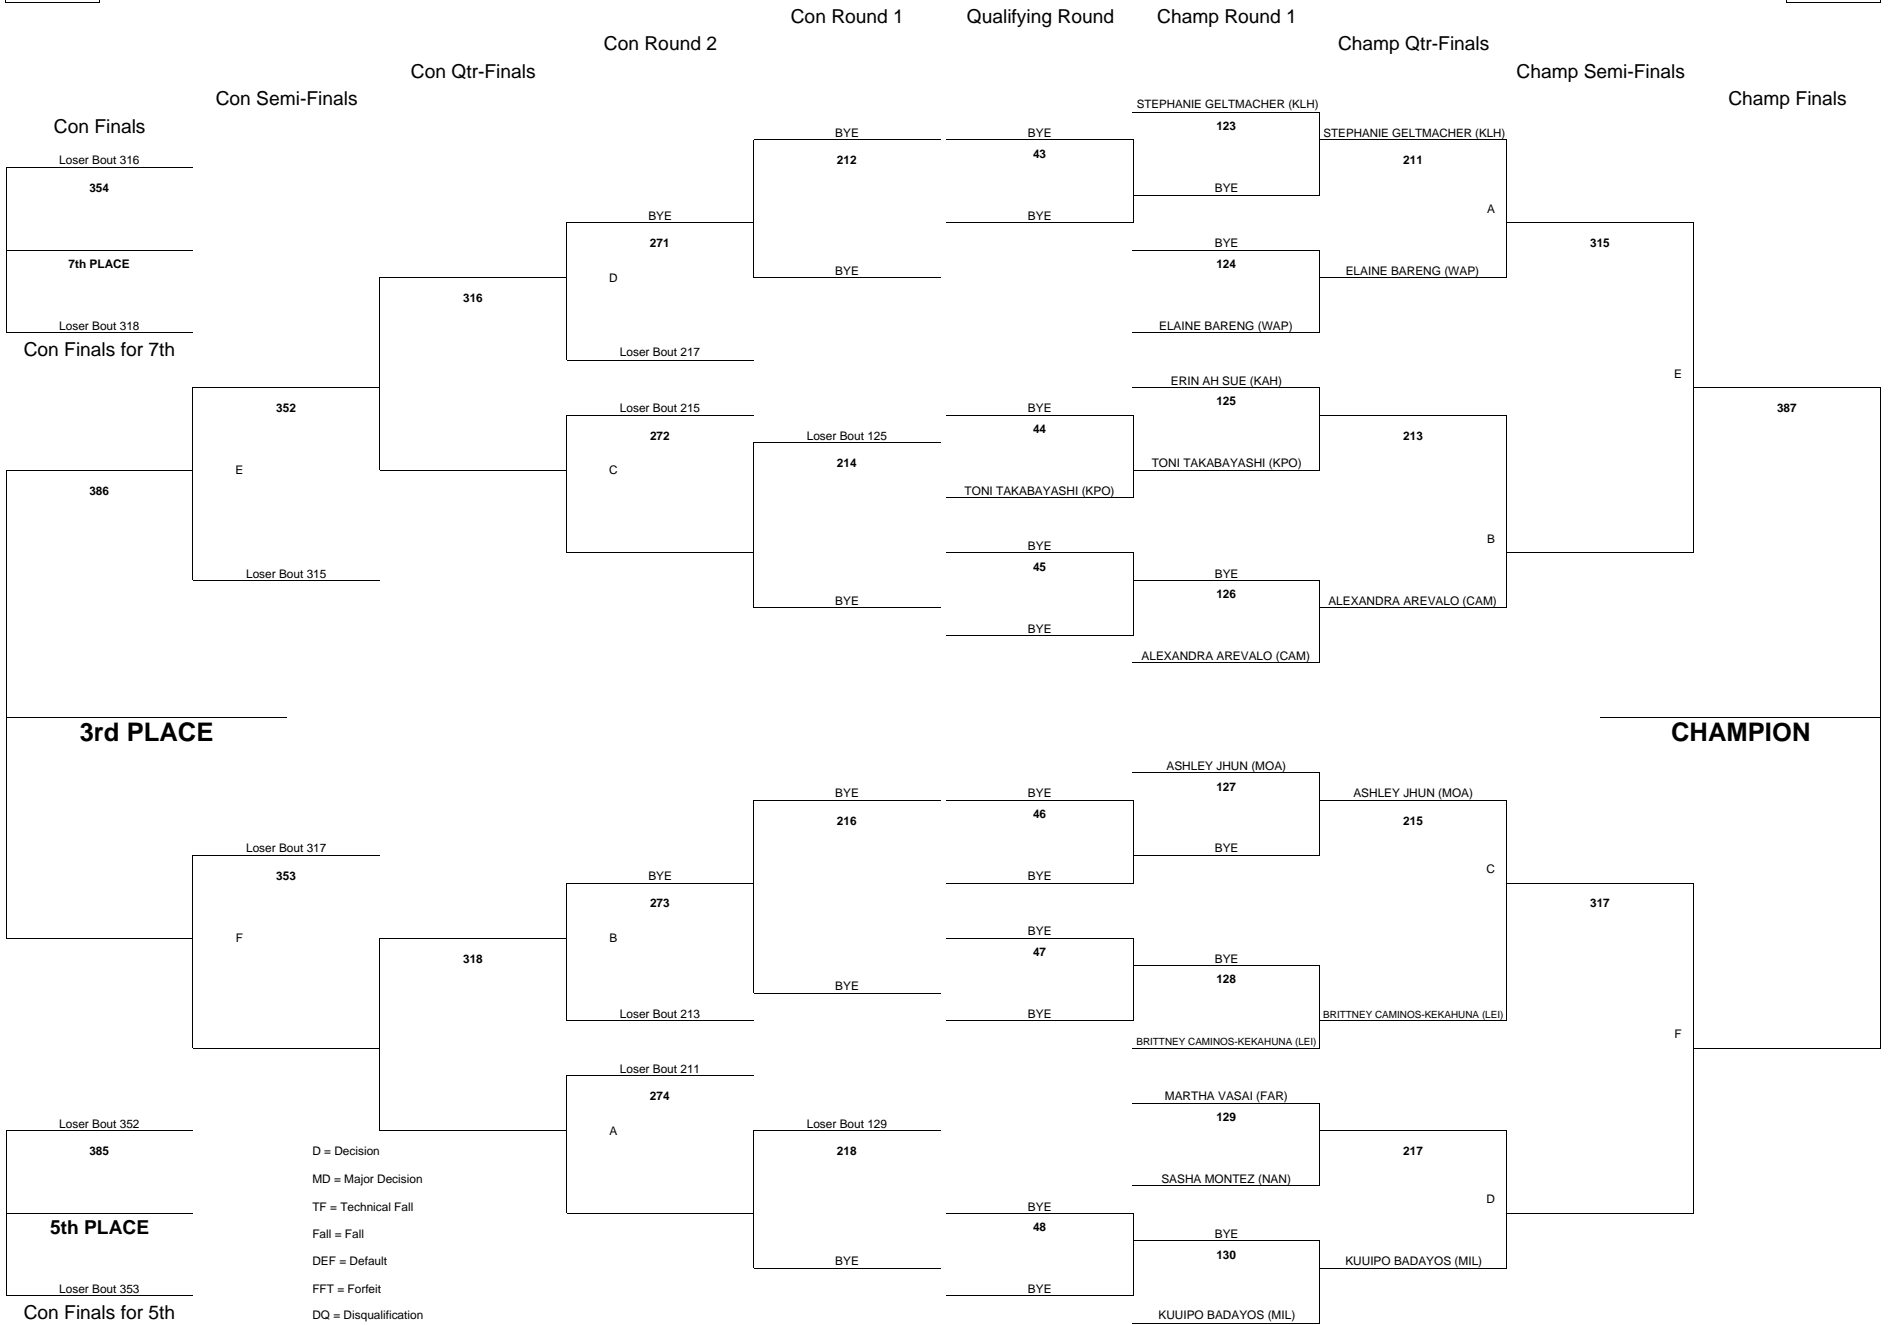 Con Round 1 Qualifying Round Champ Round 1
Con Round 2 Champ Qtr-Finals
Con Qtr-Finals Champ Semi-Finals
Con Semi-Finals Champ Finals
STEPHANIE GELTMACHER (KLH)
Con Finals 123
BYE BYE STEPHANIE GELTMACHER (KLH)
43
Loser Bout 316 212 211
354 BYE
A
BYE BYE
271 BYE 315
7th PLACE 124
D BYE ELAINE BARENG (WAP)
316
Loser Bout 318 ELAINE BARENG (WAP)
Con Finals for 7th
Loser Bout 217
E
ERIN AH SUE (KAH)
125
352 Loser Bout 215 BYE 387
44
272 Loser Bout 125 213
214 TONI TAKABAYASHI (KPO)
E C
386 TONI TAKABAYASHI (KPO)
B
BYE
45
Loser Bout 315 BYE
126
BYE ALEXANDRA AREVALO (CAM)
BYE
ALEXANDRA AREVALO (CAM)
3rd PLACE CHAMPION
ASHLEY JHUN (MOA)
127
BYE BYE ASHLEY JHUN (MOA)
46
216 215
Loser Bout 317 BYE
C
353 BYE BYE
273 317
BYE
F B
47
318 BYE
128
BYE
Loser Bout 213 BYE BRITTNEY CAMINOS-KEKAHUNA (LEI)
F
BRITTNEY CAMINOS-KEKAHUNA (LEI)
Loser Bout 211
274 MARTHA VASAI (FAR)
129
Loser Bout 352 Loser Bout 129
A
385 D = Decision 218 217
MD = Major Decision SASHA MONTEZ (NAN)
D
TF = Technical Fall BYE
5th PLACE 48
Fall = Fall BYE
130
DEF = Default BYE KUUIPO BADAYOS (MIL)
Loser Bout 353 FFT = Forfeit BYE
Con Finals for 5th DQ = Disqualification KUUIPO BADAYOS (MIL)